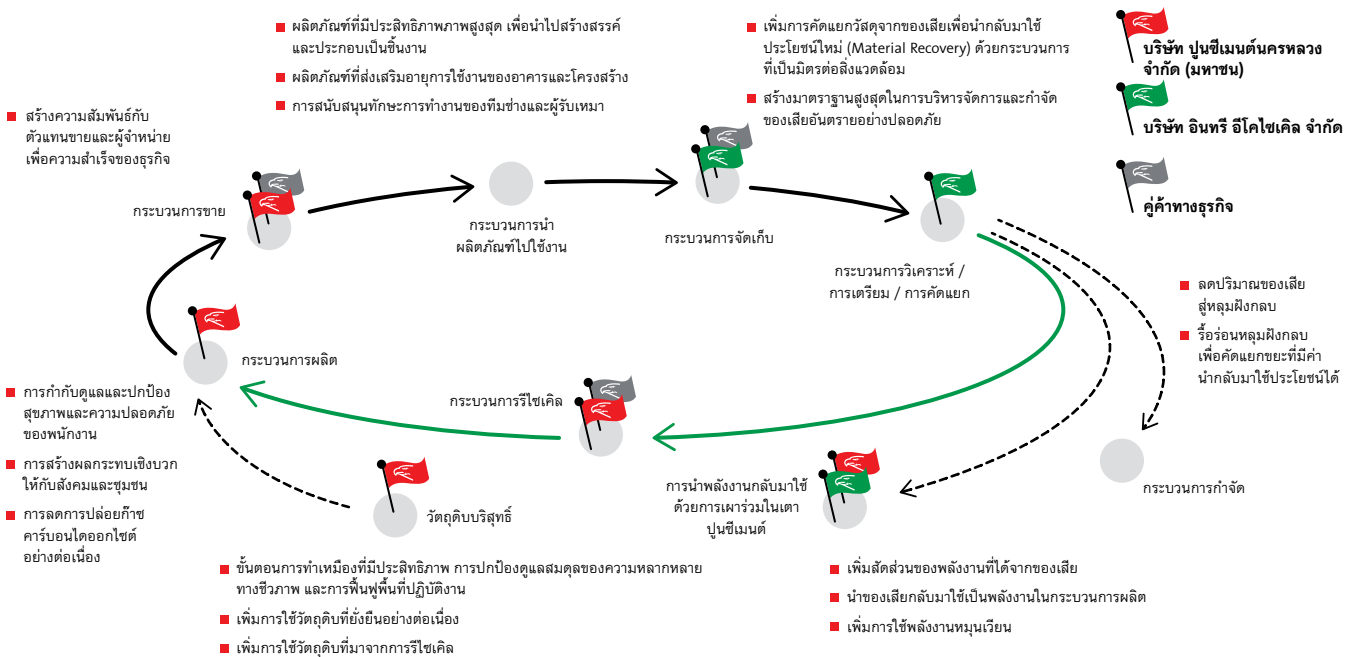 ผลิตภัณฑ์ที่มีประสิทธิภาพภาพสูงสุด เพื่อนำไปสร้างสรรค์
และประกอบเป็นชิ้นงาน
ผลิตภัณฑ์ที่ส่งเสริมอายุการใช้งานของอาคารและโครงสร้าง
การสนับสนุนทักษะการทำงานของทีมช่างและผู้รับเหมา
เพิ่มการคัดแยกวัสดุจากของเสียเพื่อนำกลับมาใช้
ประโยชน์ใหม่ (Material Recovery) ด้วยกระบวนการ
ที่เป็นมิตรต่อสิ่งแวดล้อม
สร้างมาตราฐานสูงสุดในการบริหารจัดการและกำจัด
ของเสียอันตรายอย่างปลอดภัย
บริษัท ปูนซีเมนต์นครหลวง
จำกัด (มหาชน)
บริษัท อินทรี อีโคไซเคิล จำกัด
คู่ค้าทางธุรกิจ
สร้างความสัมพันธ์กับ
ตัวแทนขายและผู้จำหน่าย
เพื่อความสำเร็จของธุรกิจ
กระบวนการขาย
กระบวนการนำ
ผลิตภัณฑ์ไปใช้งาน
กระบวนการจัดเก็บ
กระบวนการวิเคราะห์ /
การเตรียม / การคัดแยก
ลดปริมาณของเสีย
สู่หลุมฝังกลบ
รื้อร่อนหลุมฝังกลบ
เพื่อคัดแยกขยะที่มีค่า
นำกลับมาใช้ประโยชน์ได้
กระบวนการผลิต
การกำกับดูแลและปกป้อง
สุขภาพและความปลอดภัย
ของพนักงาน
การสร้างผลกระทบเชิงบวก
ให้กับสังคมและชุมชน
การลดการปล่อยก๊าซ
คาร์บอนไดออกไซต์
อย่างต่อเนื่อง
กระบวนการรีไซเคิล
วัตถุดิบบริสุทธิ์
การนำพลังงานกลับมาใช้
ด้วยการเผาร่วมในเตา
ปูนซีเมนต์
กระบวนการกำจัด
ขั้นตอนการทำเหมืองที่มีประสิทธิภาพ การปกป้องดูแลสมดุลของความหลากหลาย
ทางชีวภาพ และการฟื้นฟูพื้นที่ปฏิบัติงาน
เพิ่มการใช้วัตถุดิบที่ยั่งยืนอย่างต่อเนื่อง
เพิ่มการใช้วัตถุดิบที่มาจากการรีไซเคิล
เพิ่มสัดส่วนของพลังงานที่ได้จากของเสีย
นำของเสียกลับมาใช้เป็นพลังงานในกระบวนการผลิต
เพิ่มการใช้พลังงานหมุนเวียน